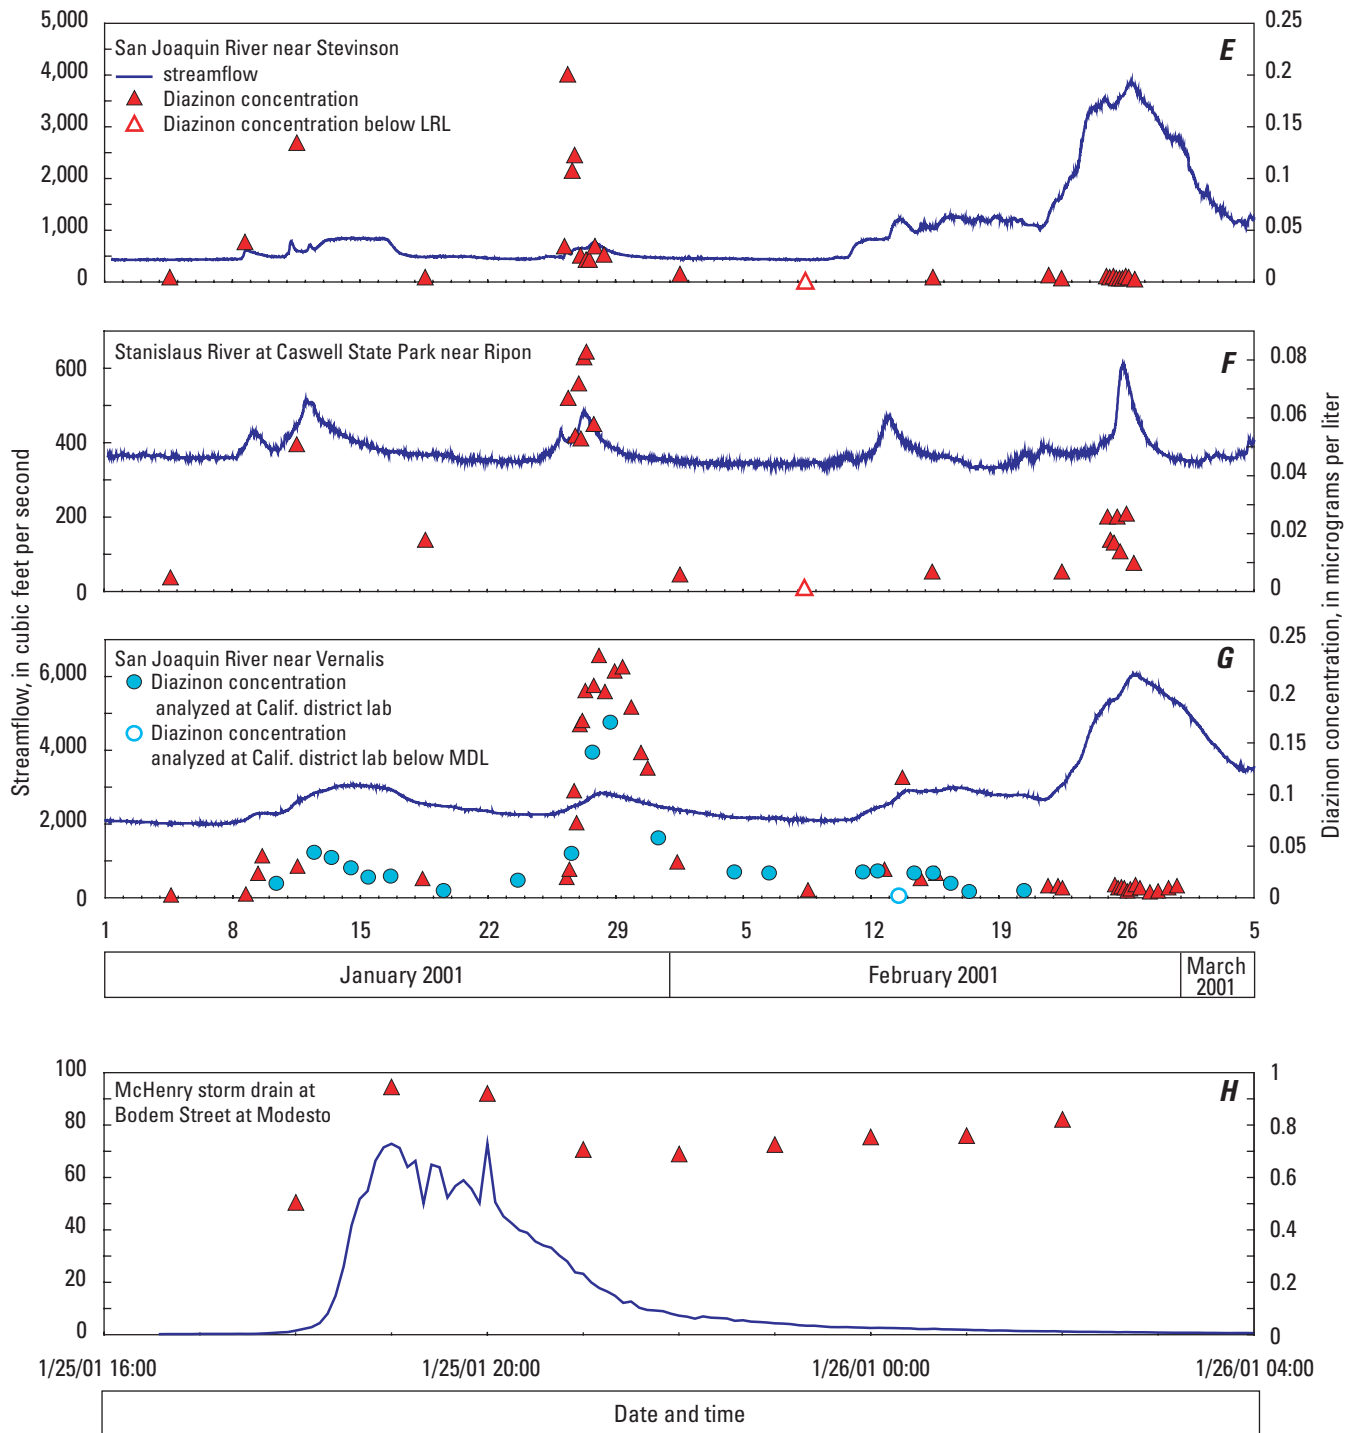 5,000
4,000
3,000
2,000
1,000
0
San Joaquin River near Stevinson
streamflow
Diazinon concentration
Diazinon concentration below LRL
E
0.25
0.2
0.15
0.1
0.05
0
600
400
200
0
Stanislaus River at Caswell State Park near Ripon
F
0.08
0.06
0.04
0.02
0
Streamflow, in cubic feet per second
Diazinon concentration, in micrograms per liter
6,000
4,000
2,000
0
San Joaquin River near Vernalis
Diazinon concentration
analyzed at Calif. district lab
Diazinon concentration
analyzed at Calif. district lab below MDL
G
0.25
0.2
0.15
0.1
0.05
0
1 8 15 22 29 5 12 19 26 5
January 2001 February 2001 March
2001
100
80
60
40
20
0
McHenry storm drain at
Bodem Street at Modesto
H
1
0.8
0.6
0.4
0.2
0
1/25/01 16:00 1/25/01 20:00 1/26/01 00:00 1/26/01 04:00
Date and time